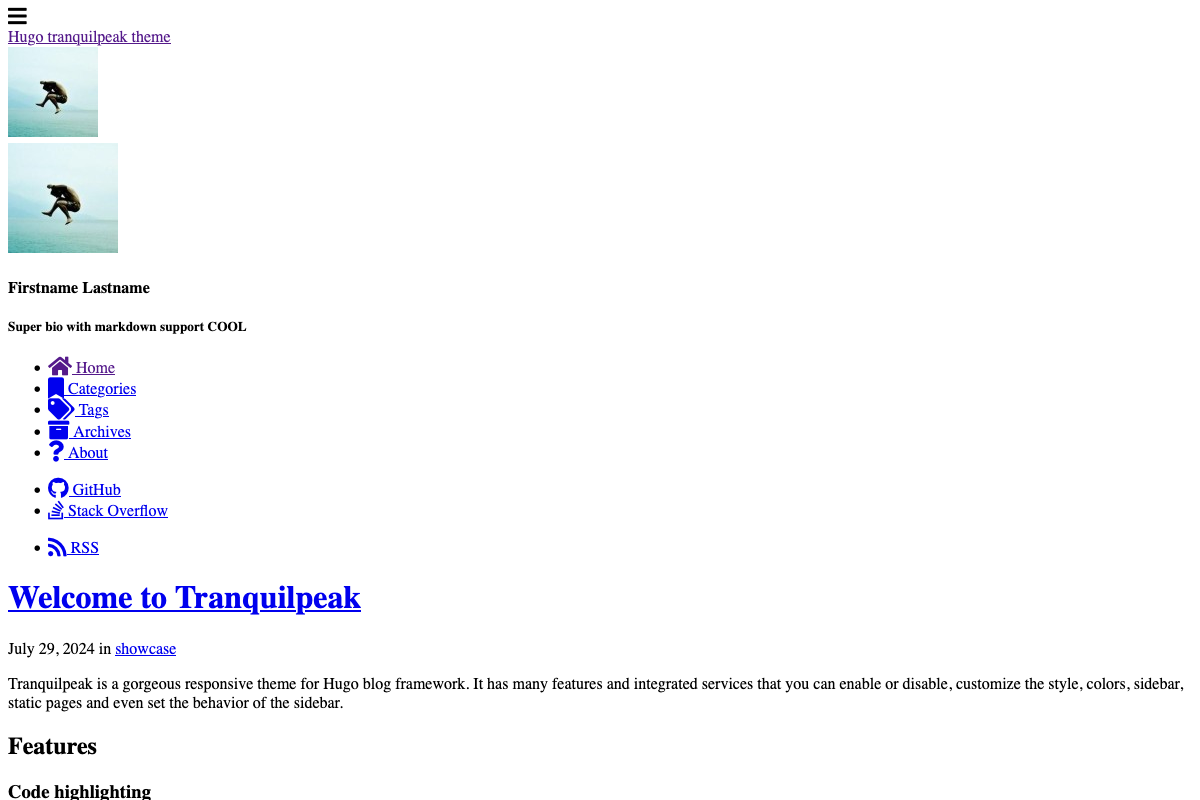 Hugo tranquilpeak theme
Firstname Lastname
Super bio with markdown support COOL
Home
Categories
Tags
Archives
About
GitHub
Stack Overflow
RSS
Welcome to Tranquilpeak
July 29, 2024 in showcase
Tranquilpeak is a gorgeous responsive theme for Hugo blog framework. It has many features and integrated services that you can enable or disable, customize the style, colors, sidebar,
static pages and even set the behavior of the sidebar.
Features
Code highlighting